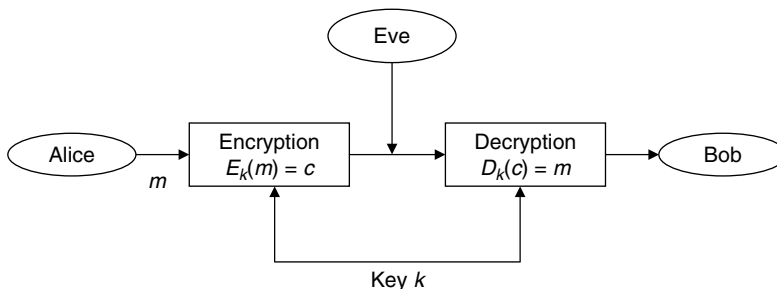 Eve
Alice
m
Encryption
E_k(m) = c
Decryption
D_k(c) = m
Bob
Key k